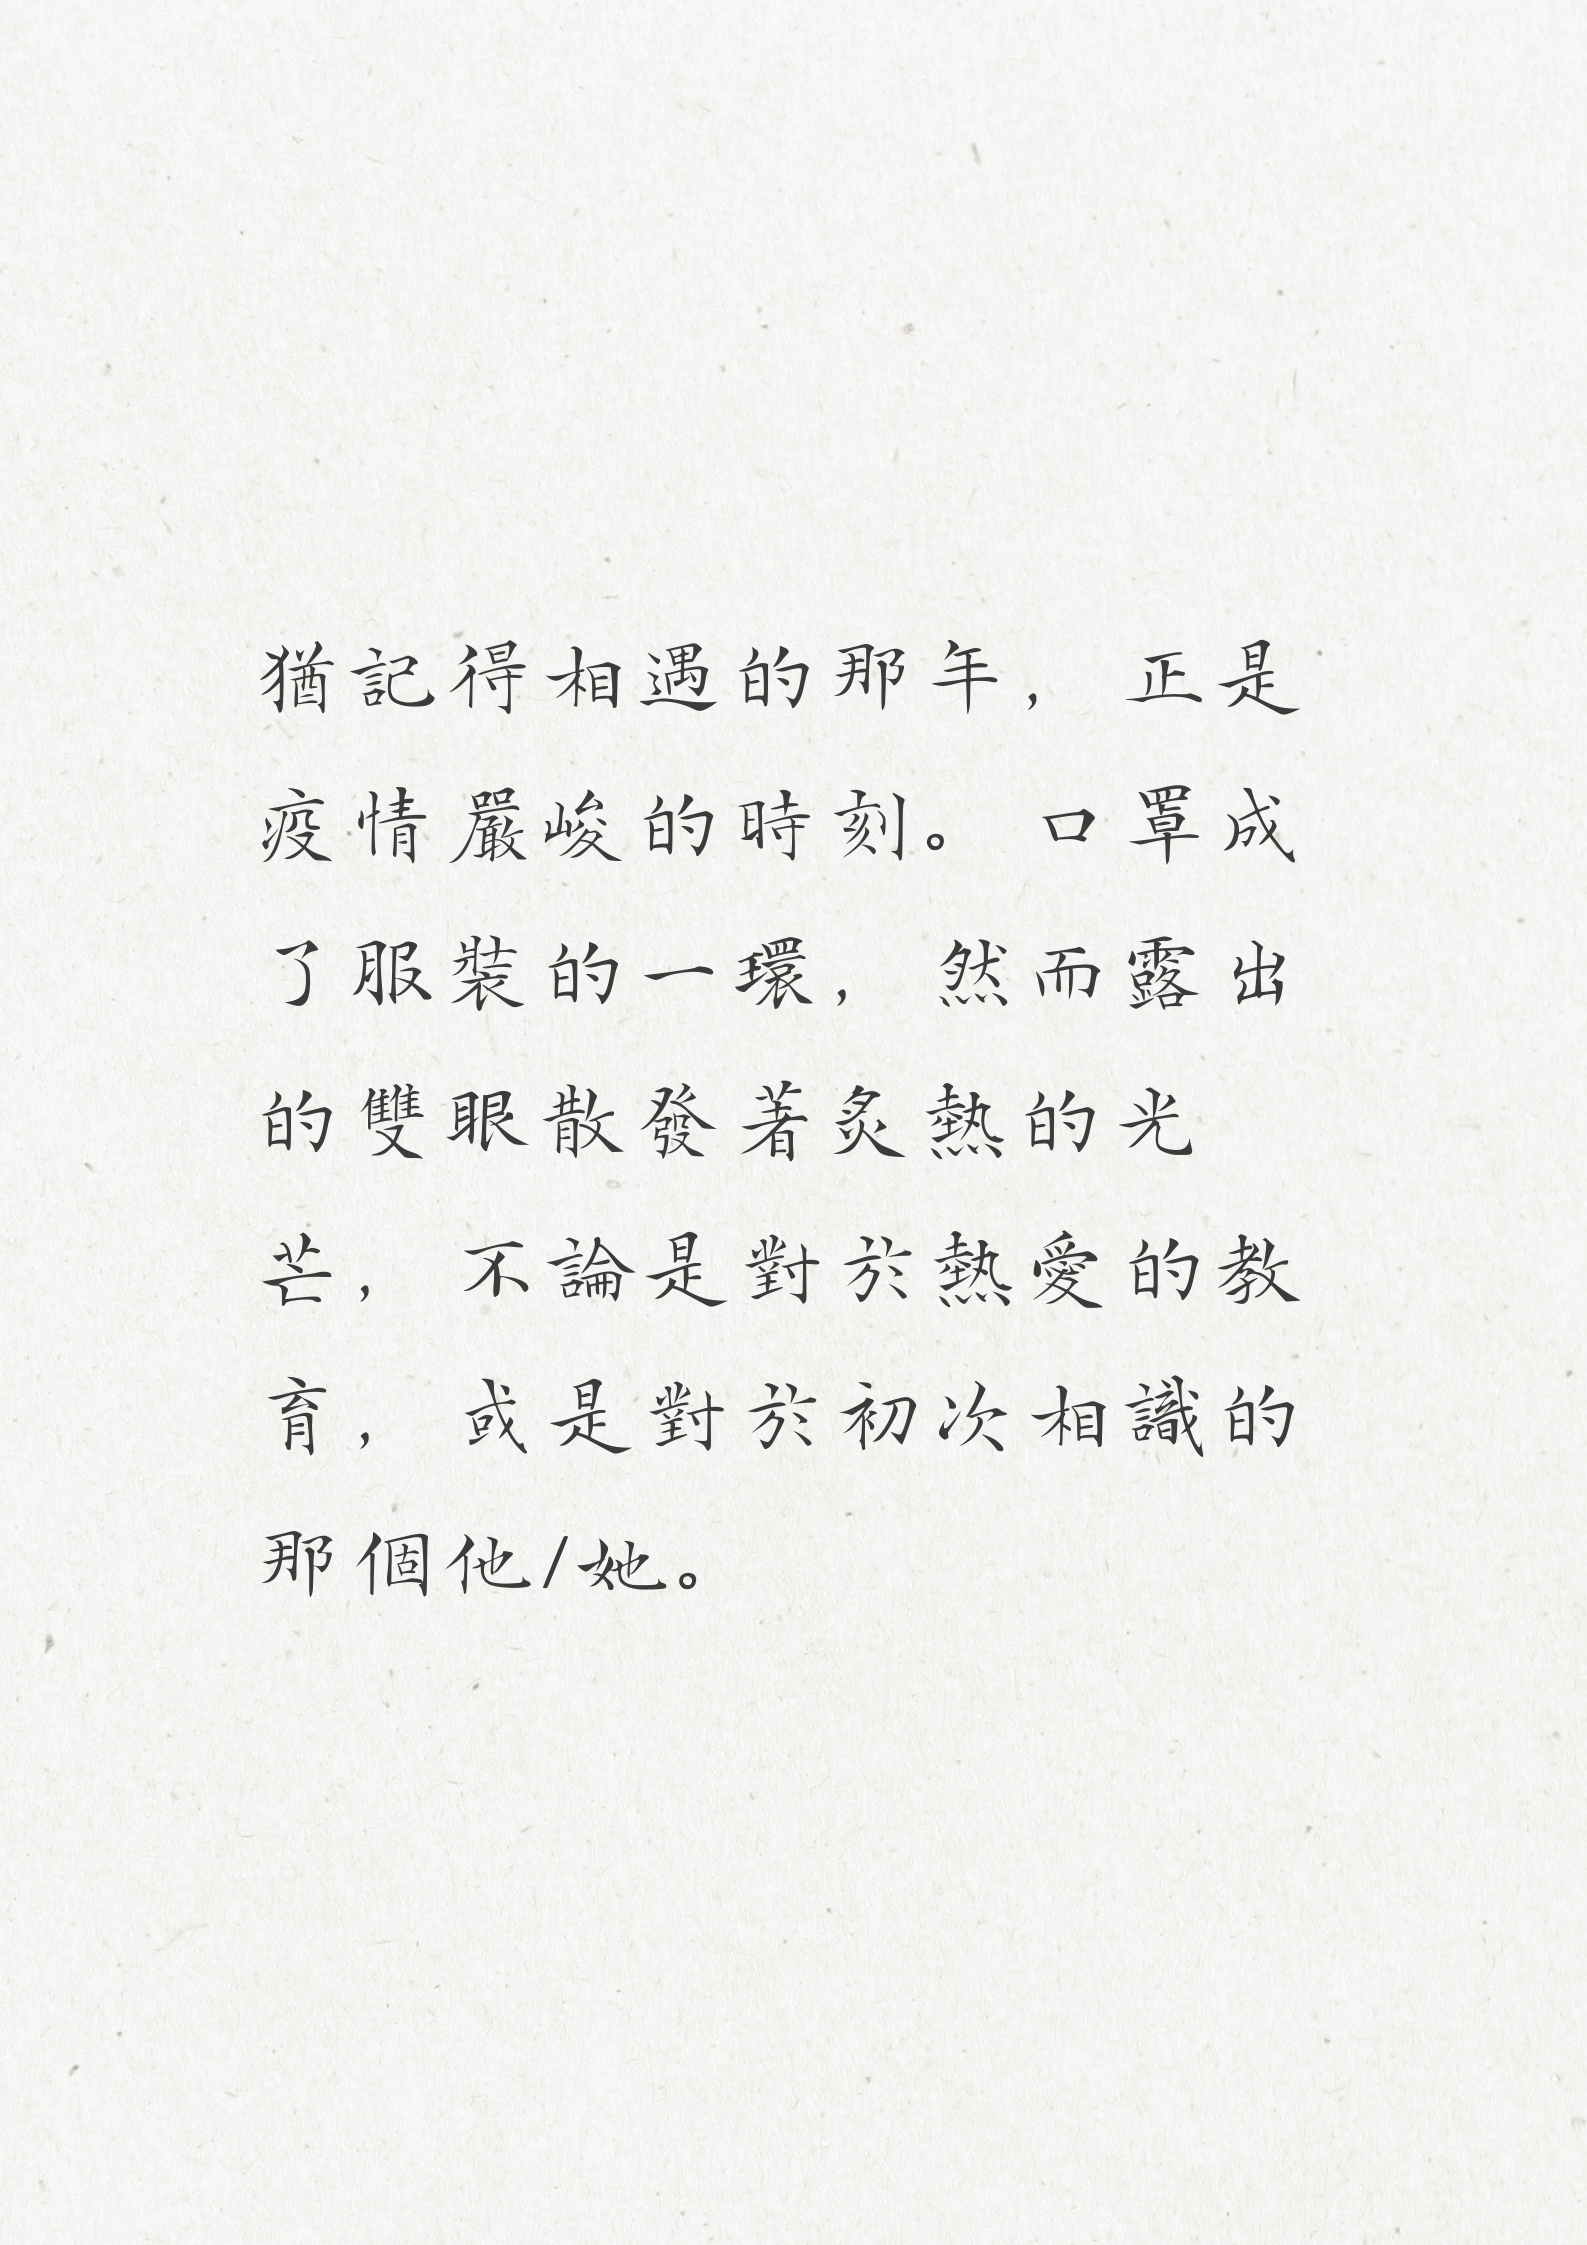 猶記得相遇的那年，正是
疫情嚴峻的時刻。口罩成
了服裝的一環，然而露出
的雙眼散發著炙熱的光
芒，不論是對於熱愛的教
育，或是對於初次相識的
那個他/她。